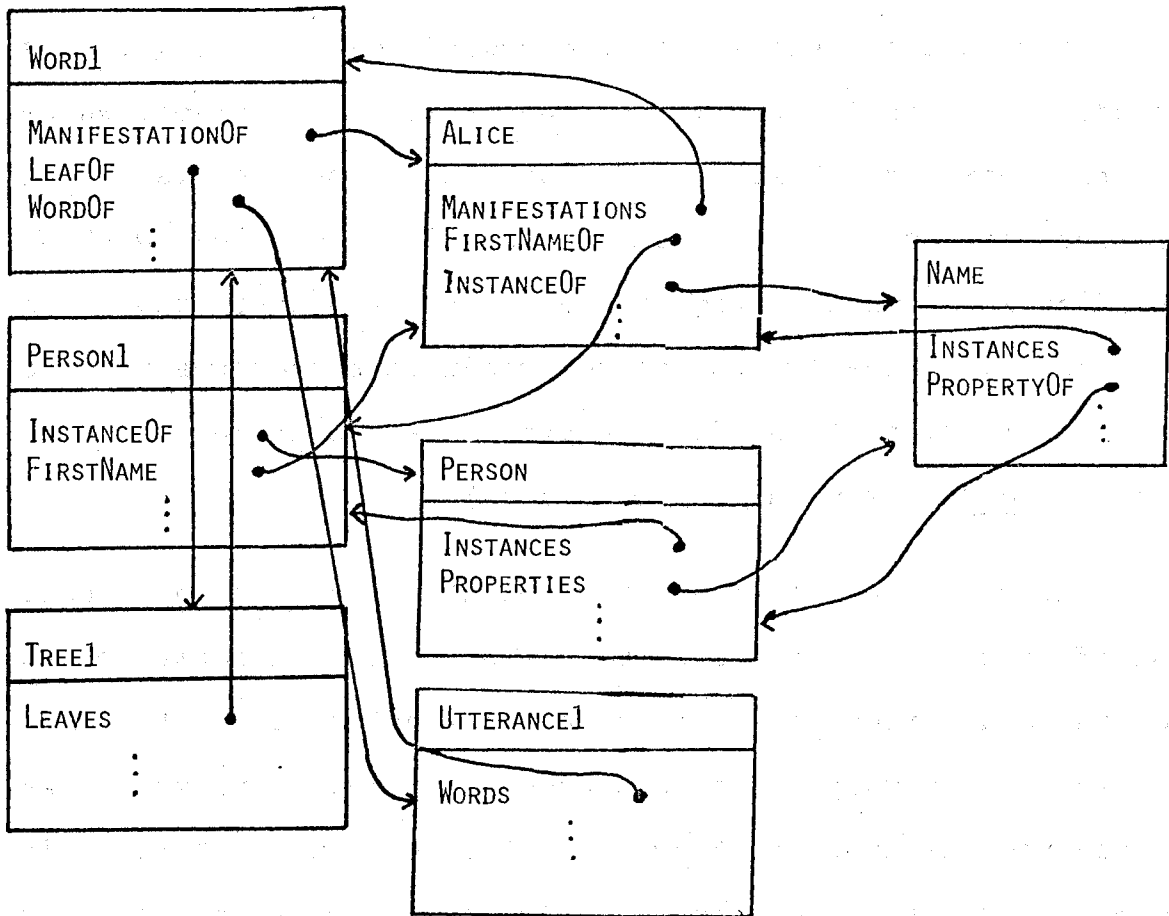 WORD1
MANIFESTATIONOF
LEAFOF
WORDOF
ALICE
MANIFESTATIONS
FIRSTNAMEOF
INSTANCEOF
NAME
INSTANCES
PROPERTYOF
PERSON1
INSTANCEOF
FIRSTNAME
PERSON
INSTANCES
PROPERTIES
TREE1
LEAVES
UTTERANCE1
WORDS